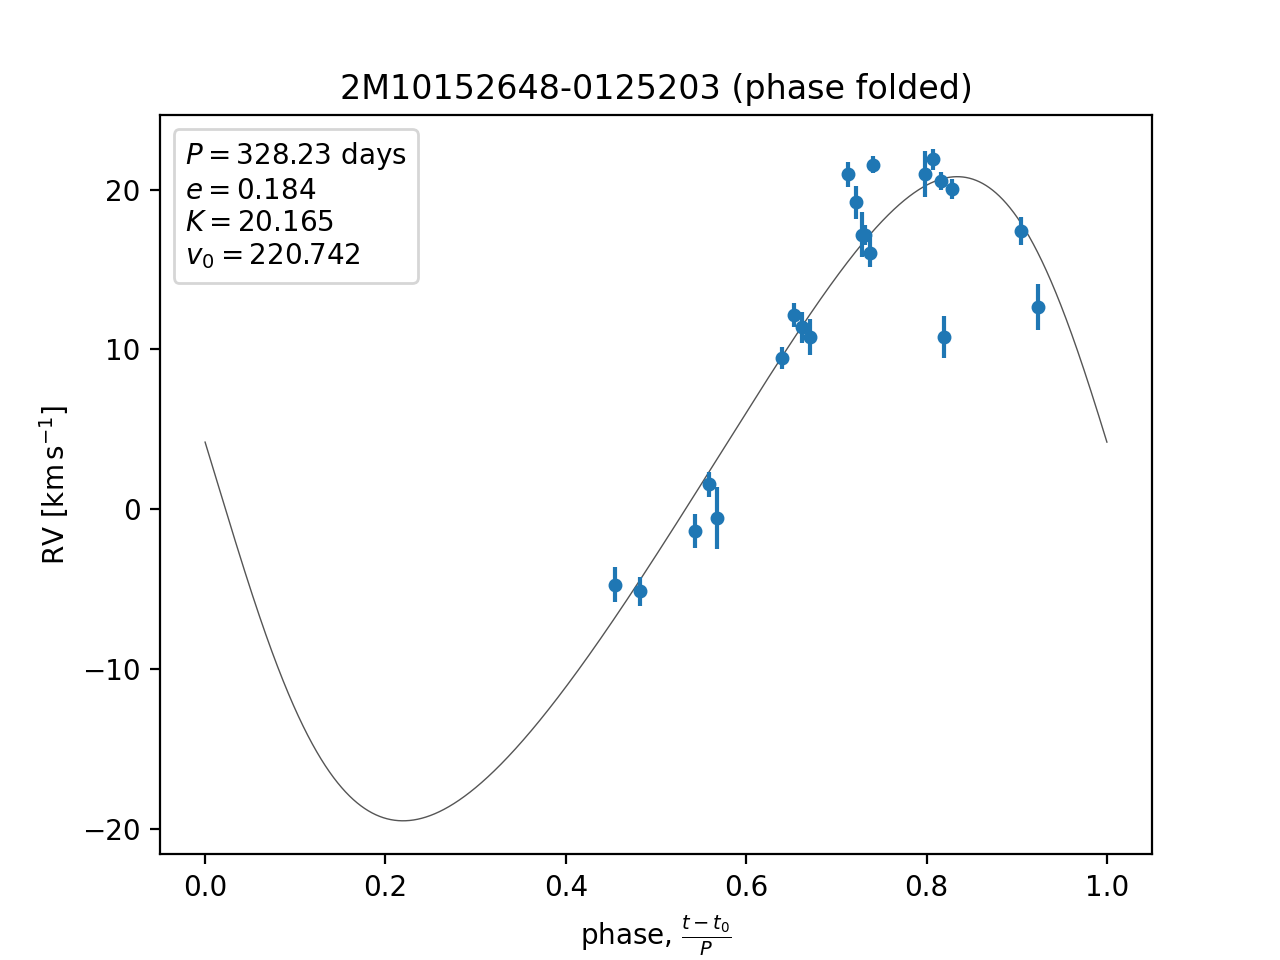 2M10152648-0125203 (phase folded)
P = 328.23 days
e = 0.184
K = 20.165
v₀ = 220.742
20
10
0
−10
−20
RV [km s⁻¹]
0.0 0.2 0.4 0.6 0.8 1.0
phase, (t − t₀)/P